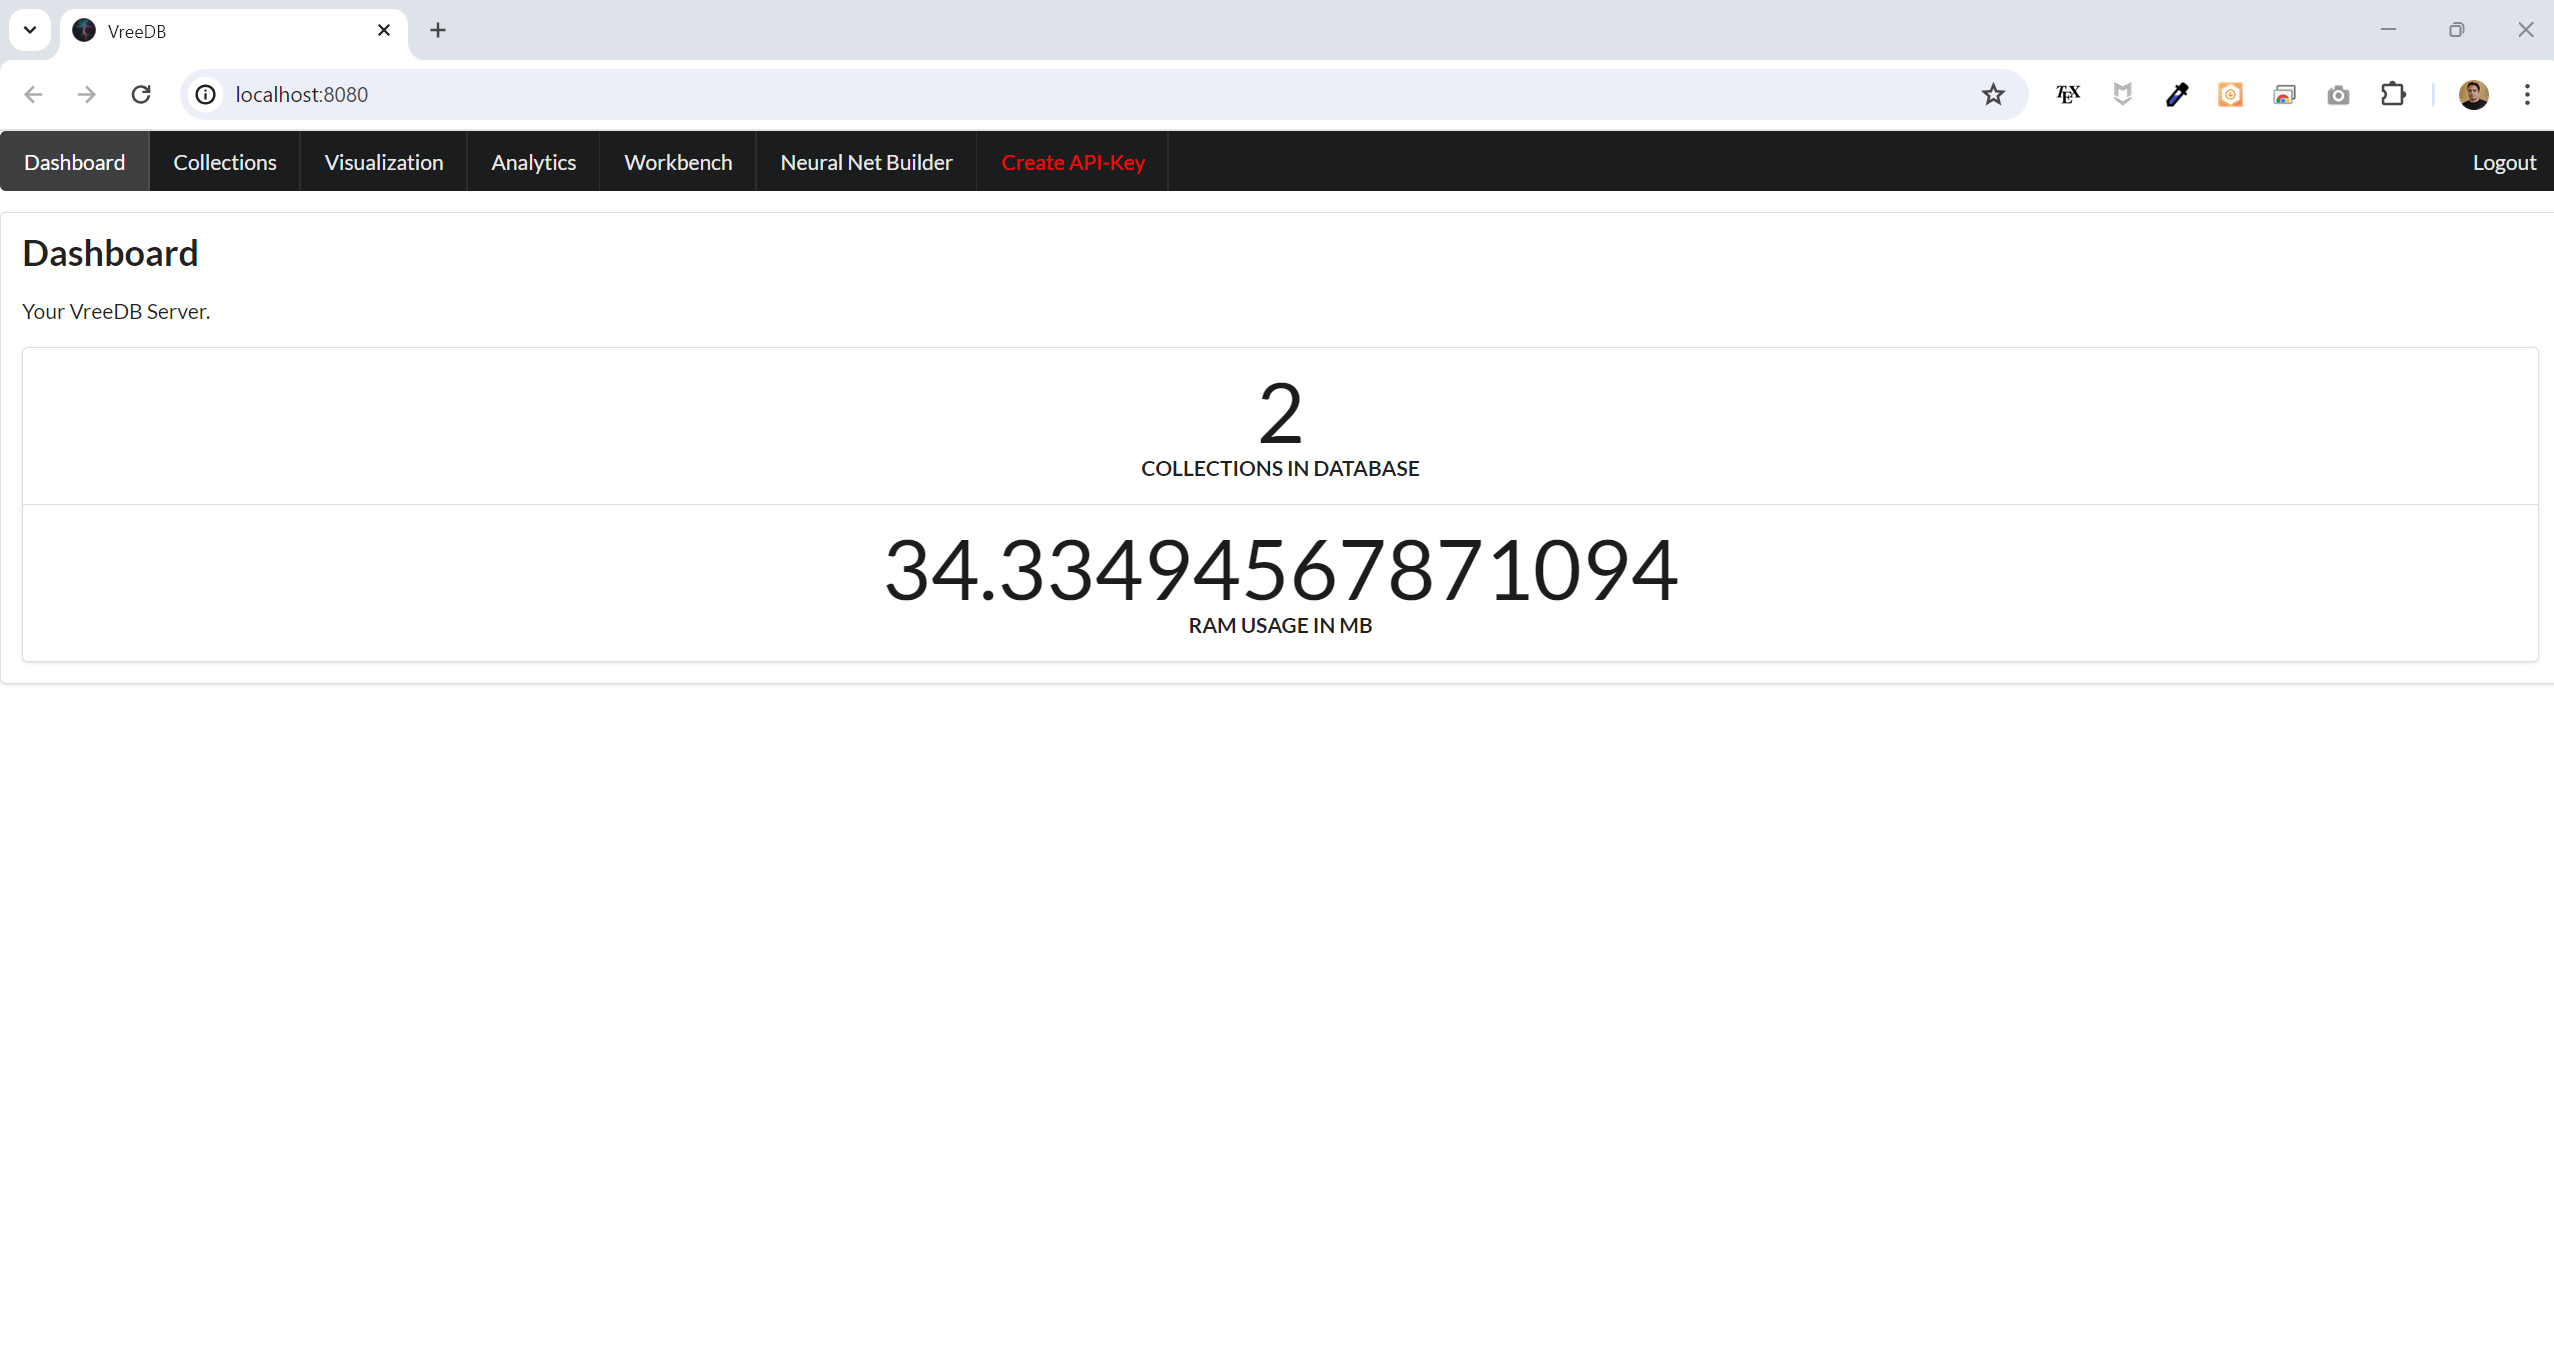 VreeDB
localhost:8080
TEX
Dashboard Collections Visualization Analytics Workbench Neural Net Builder Create API-Key Logout
Dashboard
Your VreeDB Server.
2
COLLECTIONS IN DATABASE
34.33494567871094
RAM USAGE IN MB